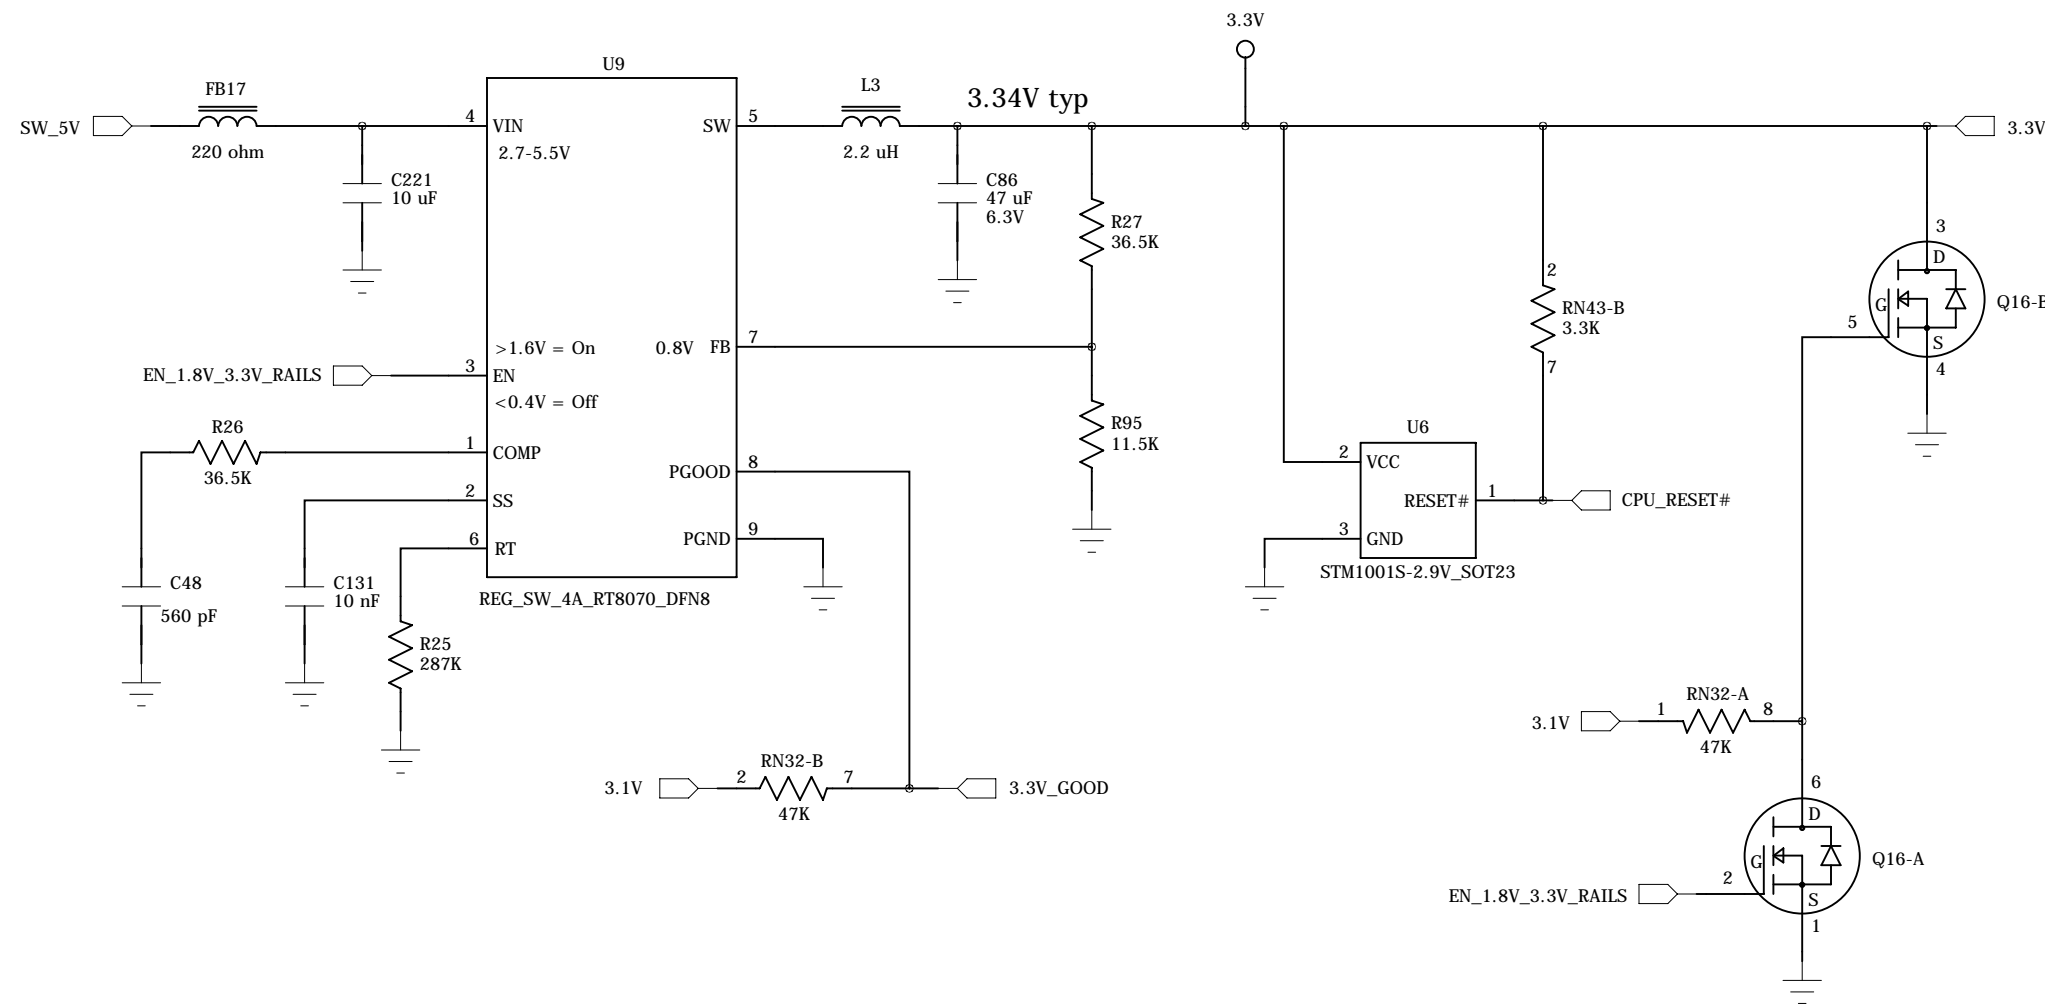 3.3V
U9
FB17
L3
3.34V typ
SW_5V
4
VIN
SW
5
3.3V
220 ohm
2.7-5.5V
2.2 uH
C221
10 uF
C86
47 uF
6.3V
R27
36.5K
3
D
G
Q16-B
5
S
4
2
RN43-B
3.3K
7
>1.6V = On
0.8V
FB
7
EN_1.8V_3.3V_RAILS
3
EN
<0.4V = Off
R26
36.5K
1
COMP
R95
11.5K
U6
2
VCC
PGOOD
8
2
SS
RESET#
1
CPU_RESET#
6
RT
PGND
9
3
GND
STM1001S-2.9V_SOT23
C48
560 pF
C131
10 nF
REG_SW_4A_RT8070_DFN8
R25
287K
RN32-A
3.1V
1
8
47K
RN32-B
3.1V
2
7
3.3V_GOOD
47K
6
D
G
Q16-A
EN_1.8V_3.3V_RAILS
2
S
1